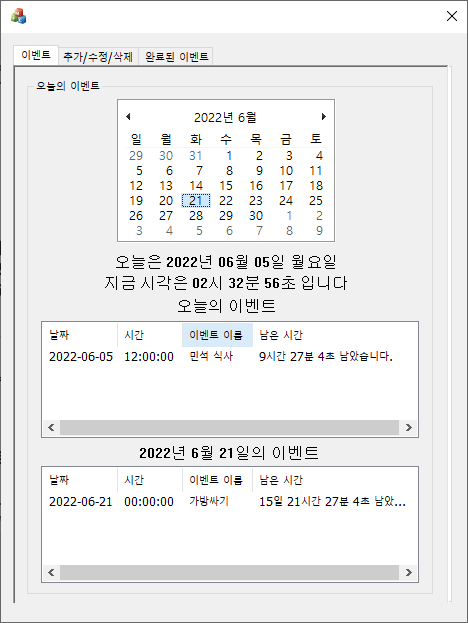 이벤트 추가/수정/삭제 완료된 이벤트
오늘의 이벤트
2022년 6월
일 월 화 수 목 금 토
29 30 31 1 2 3 4
5 6 7 8 9 10 11
12 13 14 15 16 17 18
19 20 21 22 23 24 25
26 27 28 29 30 1 2
3 4 5 6 7 8 9
오늘은 2022년 06월 05일 월요일
지금 시각은 02시 32분 56초 입니다
오늘의 이벤트
날짜 시간 이벤트 이름 남은 시간
2022-06-05 12:00:00 민석 식사 9시간 27분 4초 남았습니다.
2022년 6월 21일의 이벤트
날짜 시간 이벤트 이름 남은 시간
2022-06-21 00:00:00 가방싸기 15일 21시간 27분 4초 남았...